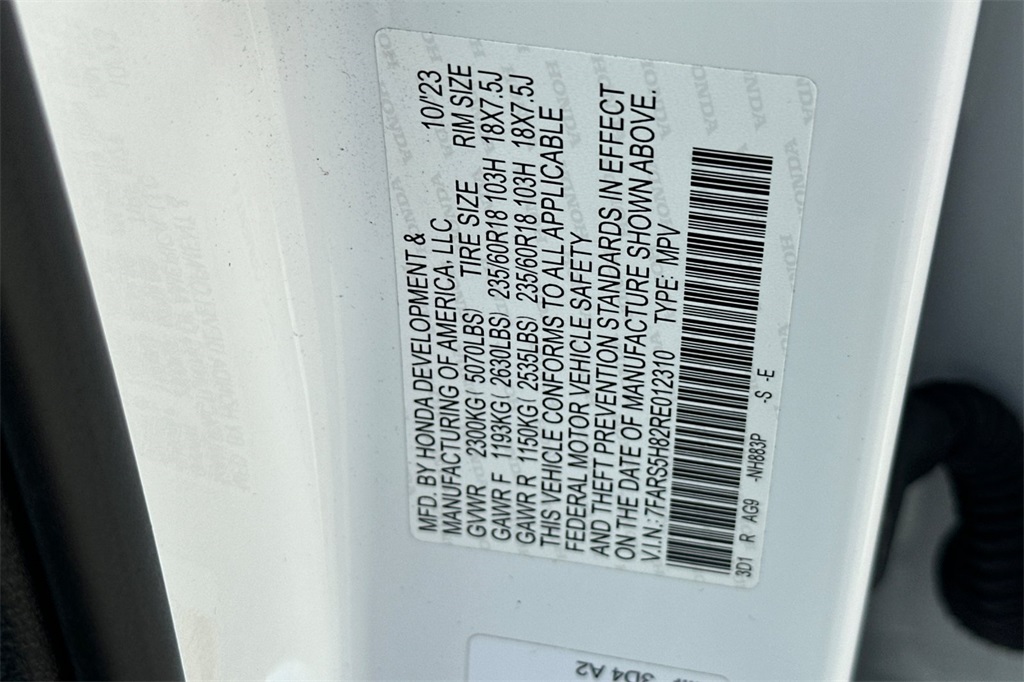 MFD. BY HONDA DEVELOPMENT & 10/'23
MANUFACTURING OF AMERICA, LLC
GVWR 2300KG ( 5070LBS) TIRE SIZE RIM SIZE
GAWR F 1193KG ( 2630LBS) 235/60R18 103H 18X7.5J
GAWR R 1150KG ( 2535LBS) 235/60R18 103H 18X7.5J
THIS VEHICLE CONFORMS TO ALL APPLICABLE
FEDERAL MOTOR VEHICLE SAFETY
AND THEFT PREVENTION STANDARDS IN EFFECT
ON THE DATE OF MANUFACTURE SHOWN ABOVE.
V.I.N.: 7FARS5H82RE012310 TYPE: MPV
3D1 R AG9 -NH883P -S -E
3D4 A2